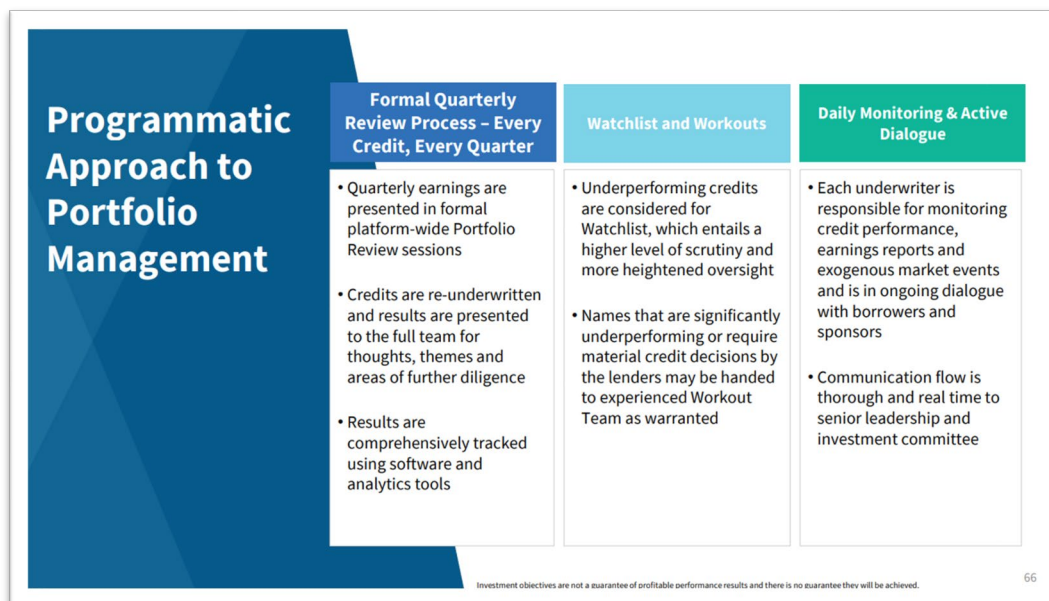 Programmatic
Approach to
Portfolio
Management
Formal Quarterly
Review Process – Every
Credit, Every Quarter
• Quarterly earnings are
presented in formal
platform-wide Portfolio
Review sessions
• Credits are re-underwritten
and results are presented
to the full team for
thoughts, themes and
areas of further diligence
• Results are
comprehensively tracked
using software and
analytics tools
Watchlist and Workouts
• Underperforming credits
are considered for
Watchlist, which entails a
higher level of scrutiny and
more heightened oversight
• Names that are significantly
underperforming or require
material credit decisions by
the lenders may be handed
to experienced Workout
Team as warranted
Daily Monitoring & Active
Dialogue
• Each underwriter is
responsible for monitoring
credit performance,
earnings reports and
exogenous market events
and is in ongoing dialogue
with borrowers and
sponsors
• Communication flow is
thorough and real time to
senior leadership and
investment committee
Investment objectives are not a guarantee of profitable performance results and there is no guarantee they will be achieved.
66